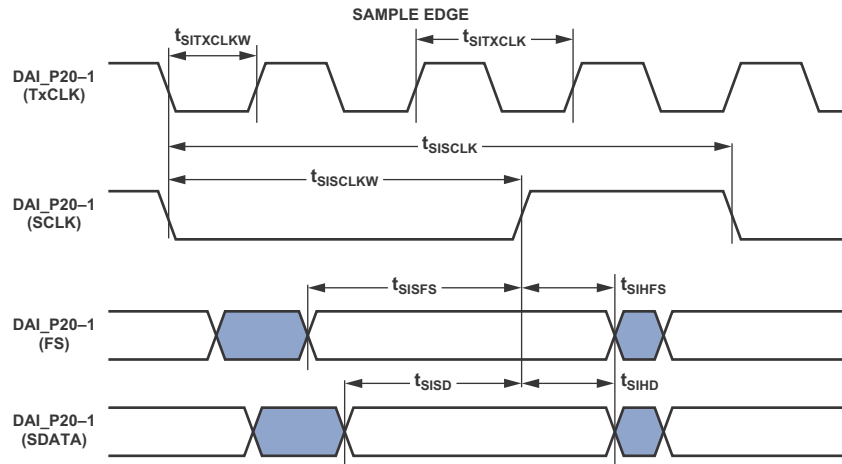 SAMPLE EDGE
tSITXCLKW
tSITXCLK
DAI_P20–1
(TxCLK)
tSISCLK
tSISCLKW
DAI_P20–1
(SCLK)
tSISFS
tSIHFS
DAI_P20–1
(FS)
tSISD
tSIHD
DAI_P20–1
(SDATA)